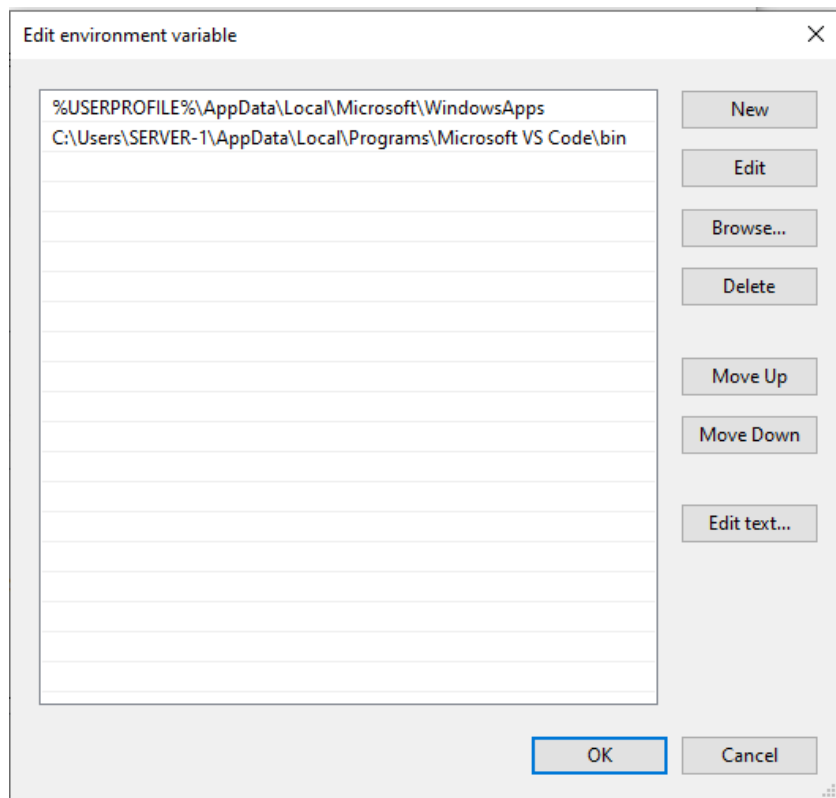 Edit environment variable
%USERPROFILE%\AppData\Local\Microsoft\WindowsApps
C:\Users\SERVER-1\AppData\Local\Programs\Microsoft VS Code\bin
New
Edit
Browse...
Delete
Move Up
Move Down
Edit text...
OK
Cancel